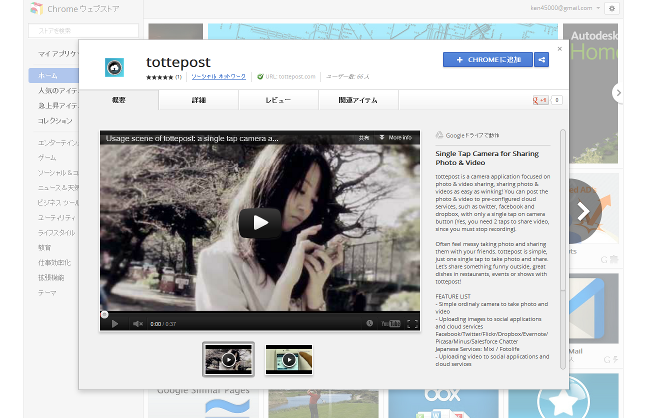 Chrome ウェブストア
ken45000@gmail.com
ストアを検索
マイ アプリケ
ホーム
人気のアイテム
急上昇アイテ
コレクション
エンターテイン
ゲーム
ソーシャル＆コ
ニュース＆天気
ビジネス ツール
ユーティリティ
ライフスタイル
教育
仕事効率化
拡張機能
テーマ
Autodesk
Home
tottepost
(1)
ソーシャル ネットワーク
URL: tottepost.com
ユーザー数: 66 人
CHROME に追加
概要
詳細
レビュー
関連アイテム
+1
0
Usage scene of tottepost: a single tap camera a...
共有
More info
0:00 / 0:37
YouTube
Google ドライブで動作
Single Tap Camera for Sharing
Photo & Video
tottepost is a camera application focused on
photo & video sharing, sharing photo &
videos as easy as winking! You can post the
photo & video to pre-configured cloud
services, such as twitter, facebook and
dropbox, with only a single tap on camera
button (Yes, you need 2 taps to share video,
since you must stop recording).
Often feel messy taking photo and sharing
them with your friends. tottepost is simple,
just one single tap to take photo and share.
Let's share something funny outside, great
dishes in restaurants, events or shows with
tottepost!
FEATURE LIST
- Simple ordinaly camera to take photo and
video
- Uploading images to social applications
and cloud services
Facebook/Twitter/Flickr/Dropbox/Evernote/
Picasa/Minus/Salesforce Chatter
Japanese Services: Mixi / Fotolife
- Uploading video to social applications and
cloud services
Mail
Google Similar Pages
box